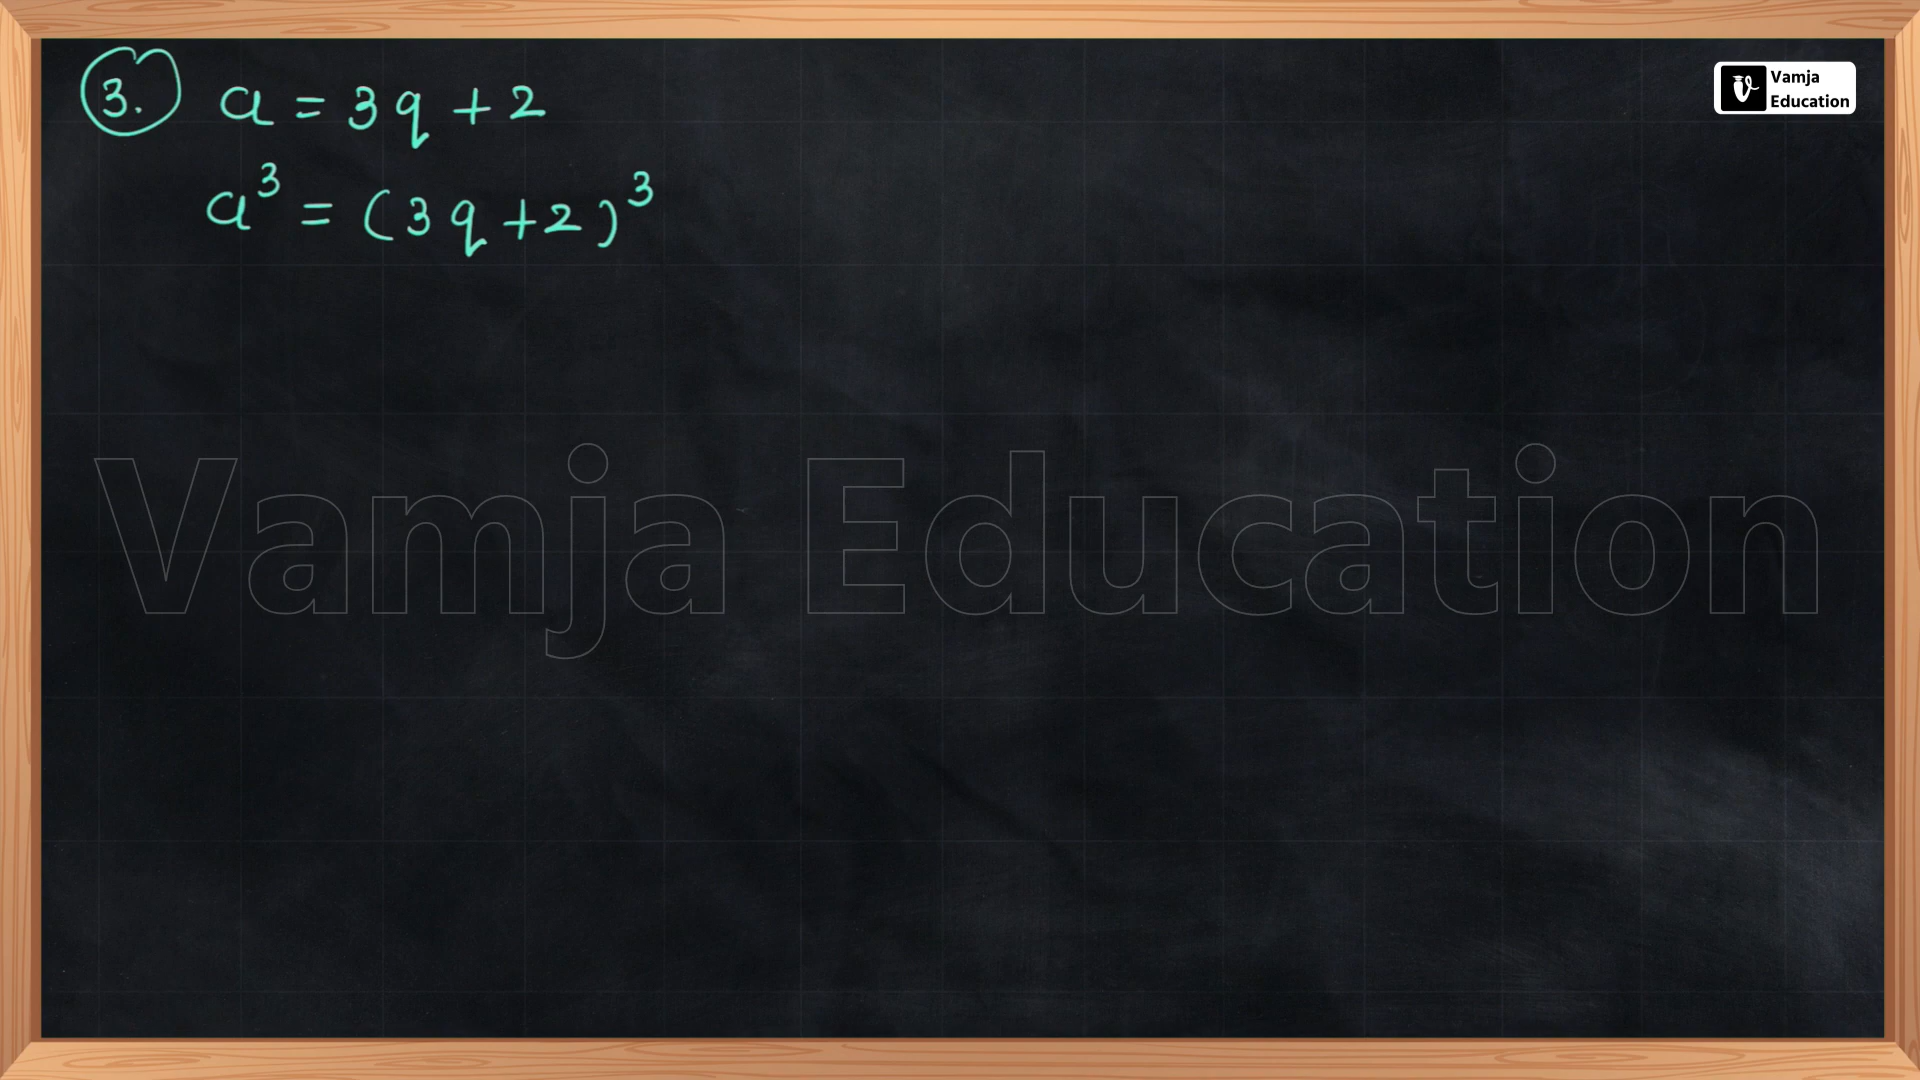 3. a = 3q + 2
a³ = (3q + 2)³
Vamja
Education
Vamja Education